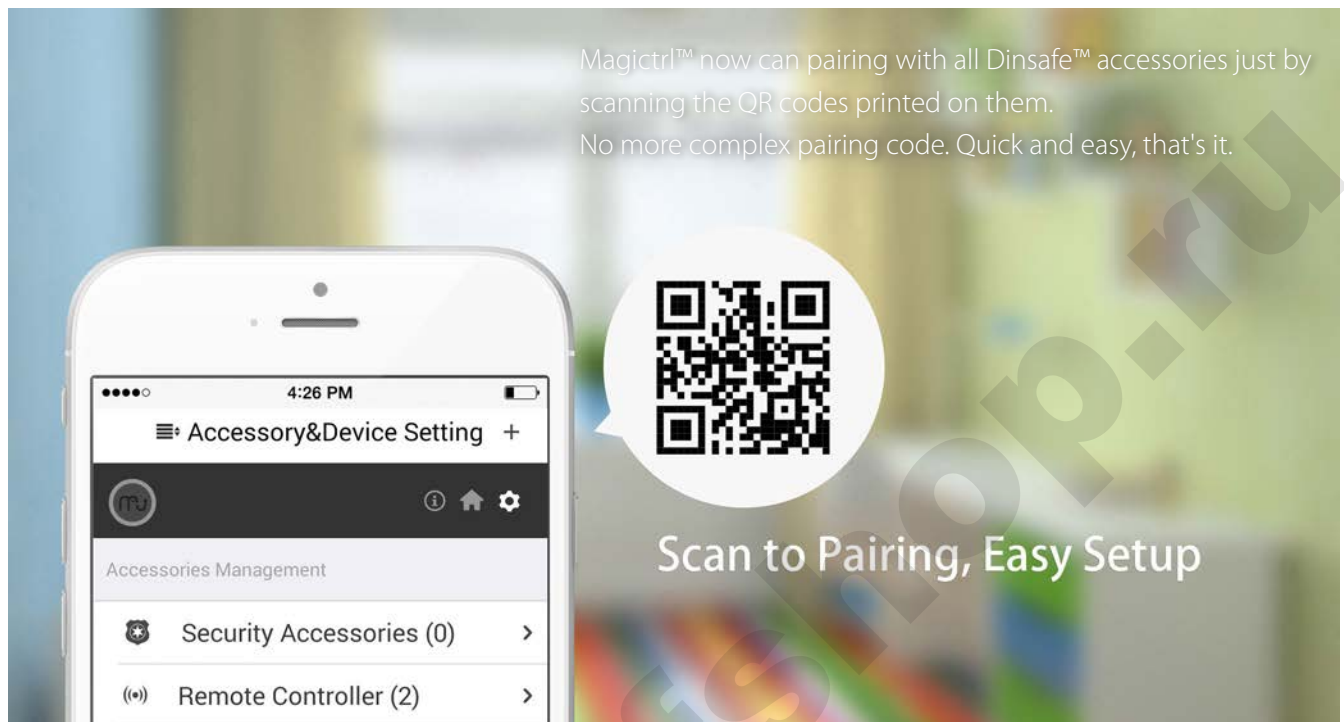 Magictrl™ now can pairing with all Dinsafe™ accessories just by
scanning the QR codes printed on them.
No more complex pairing code. Quick and easy, that's it.
4:26 PM
Accessory&Device Setting +
Accessories Management
Security Accessories (0) >
Remote Controller (2) >
Scan to Pairing, Easy Setup